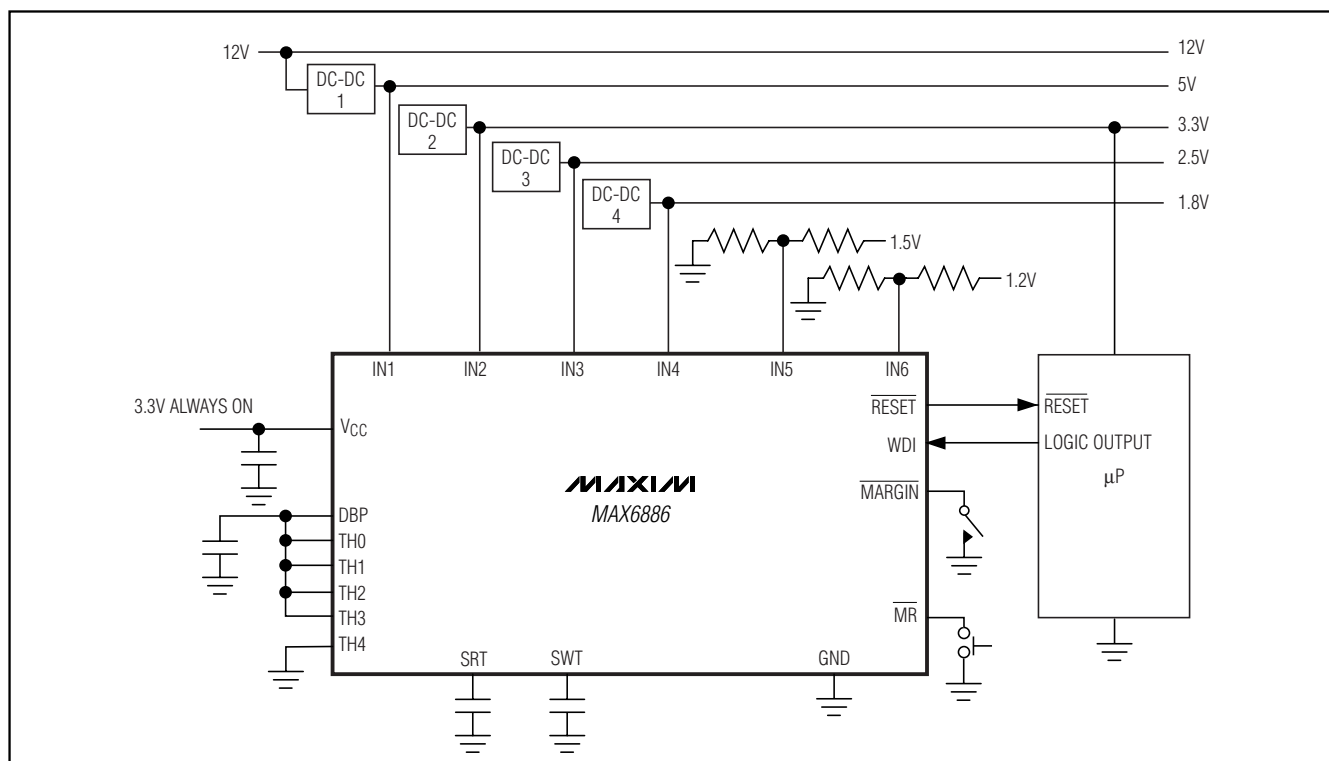 12V
12V
DC-DC
1
5V
DC-DC
2
3.3V
DC-DC
3
2.5V
DC-DC
4
1.8V
1.5V
1.2V
IN1
IN2
IN3
IN4
IN5
IN6
3.3V ALWAYS ON
VCC
RESET
RESET
WDI
LOGIC OUTPUT
μP
MAXIM
MAX6886
MARGIN
DBP
TH0
TH1
TH2
TH3
TH4
MR
SRT
SWT
GND